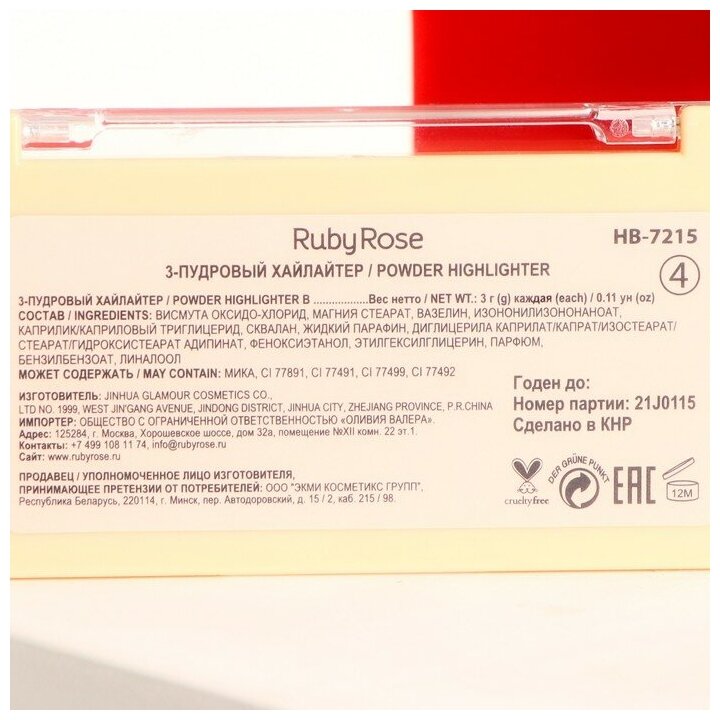 RubyRose
HB-7215
3-ПУДРОВЫЙ ХАЙЛАЙТЕР / POWDER HIGHLIGHTER
4
3-ПУДРОВЫЙ ХАЙЛАЙТЕР / POWDER HIGHLIGHTER B ..................Вес нетто / NET WT.: 3 г (g) каждая (each) / 0.11 ун (oz)
СОСТАВ / INGREDIENTS: ВИСМУТА ОКСИДО-ХЛОРИД, МАГНИЯ СТЕАРАТ, ВАЗЕЛИН, ИЗОНОНИЛИЗОНОНАНОАТ,
КАПРИЛИК/КАПРИЛОВЫЙ ТРИГЛИЦЕРИД, СКВАЛАН, ЖИДКИЙ ПАРАФИН, ДИГЛИЦЕРИЛА КАПРИЛАТ/КАПРАТ/ИЗОСТЕАРАТ/
СТЕАРАТ/ГИДРОКСИСТЕАРАТ АДИПИНАТ, ФЕНОКСИЭТАНОЛ, ЭТИЛГЕКСИЛГЛИЦЕРИН, ПАРФЮМ,
БЕНЗИЛБЕНЗОАТ, ЛИНАЛООЛ
МОЖЕТ СОДЕРЖАТЬ / MAY CONTAIN: МИКА, CI 77891, CI 77491, CI 77499, CI 77492
ИЗГОТОВИТЕЛЬ: JINHUA GLAMOUR COSMETICS CO.,
LTD NO. 1999, WEST JIN'GANG AVENUE, JINDONG DISTRICT, JINHUA CITY, ZHEJIANG PROVINCE, P.R.CHINA
ИМПОРТЕР: ОБЩЕСТВО С ОГРАНИЧЕННОЙ ОТВЕТСТВЕННОСТЬЮ «ОЛИВИЯ ВАЛЕРА».
Адрес: 125284, г. Москва, Хорошевское шоссе, дом 32а, помещение №XII комн. 22 эт.1.
Контакты: +7 499 108 11 74, info@rubyrose.ru
Сайт: www.rubyrose.ru
ПРОДАВЕЦ / УПОЛНОМОЧЕННОЕ ЛИЦО ИЗГОТОВИТЕЛЯ,
ПРИНИМАЮЩЕЕ ПРЕТЕНЗИИ ОТ ПОТРЕБИТЕЛЕЙ: ООО "ЭКМИ КОСМЕТИКС ГРУПП",
Республика Беларусь, 220114, г. Минск, пер. Автодоровский, д. 15 / 2, каб. 215 / 98.
Годен до:
Номер партии: 21J0115
Сделано в КНР
cruelty free
DER GRÜNE PUNKT
EAC
12M